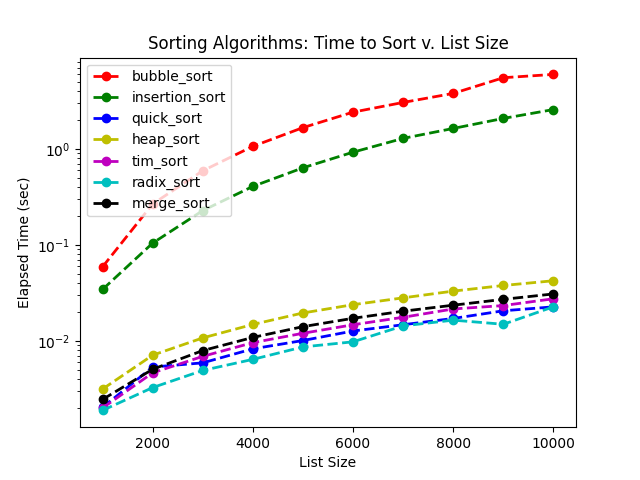 Sorting Algorithms: Time to Sort v. List Size
bubble_sort
insertion_sort
quick_sort
heap_sort
tim_sort
radix_sort
merge_sort
Elapsed Time (sec)
10⁰
10⁻¹
10⁻²
2000 4000 6000 8000 10000
List Size